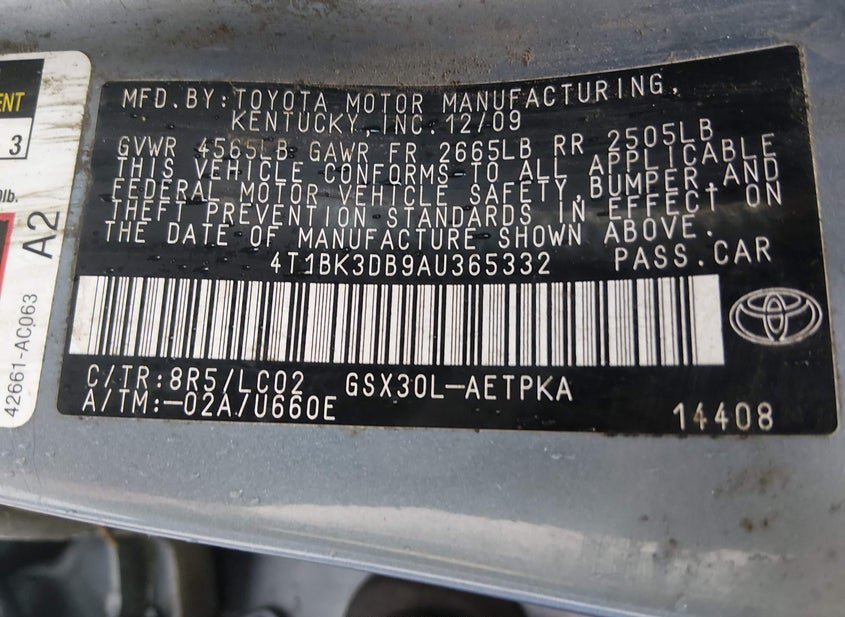 MFD.BY:TOYOTA MOTOR MANUFACTURING,
KENTUCKY,INC.12/09
GVWR 4565LB GAWR FR 2665LB RR 2505LB
THIS VEHICLE CONFORMS TO ALL APPLICABLE
FEDERAL MOTOR VEHICLE SAFETY,BUMPER,AND
THEFT PREVENTION STANDARDS IN EFFECT ON
THE DATE OF MANUFACTURE SHOWN ABOVE.
4T1BK3DB9AU365332 PASS.CAR
C/TR:8R5/LC02 GSX30L-AETPKA
A/TM:-02A/U660E 14408
3
lb.
A2
42661-AC063